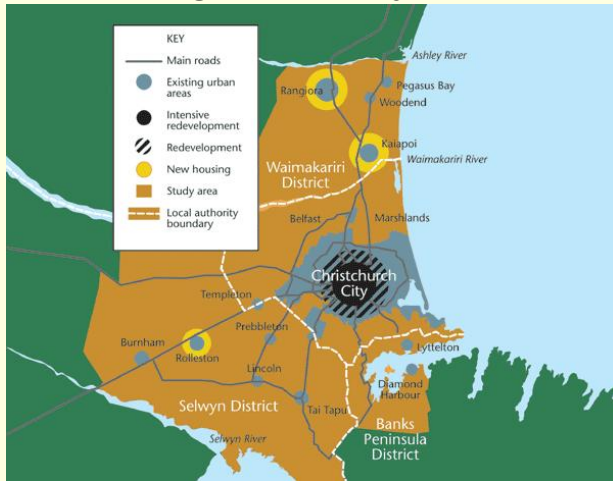 KEY
Main roads
Existing urban
areas
Intensive
redevelopment
Redevelopment
New housing
Study area
Local authority
boundary
Ashley River
Rangiora
Pegasus Bay
Woodend
Kaiapoi
Waimakariri River
Waimakariri
District
Belfast
Marshlands
Christchurch
City
Templeton
Prebbleton
Burnham
Rolleston
Lyttelton
Lincoln
Diamond
Harbour
Selwyn District
Tai Tapu
Banks
Peninsula
District
Selwyn River